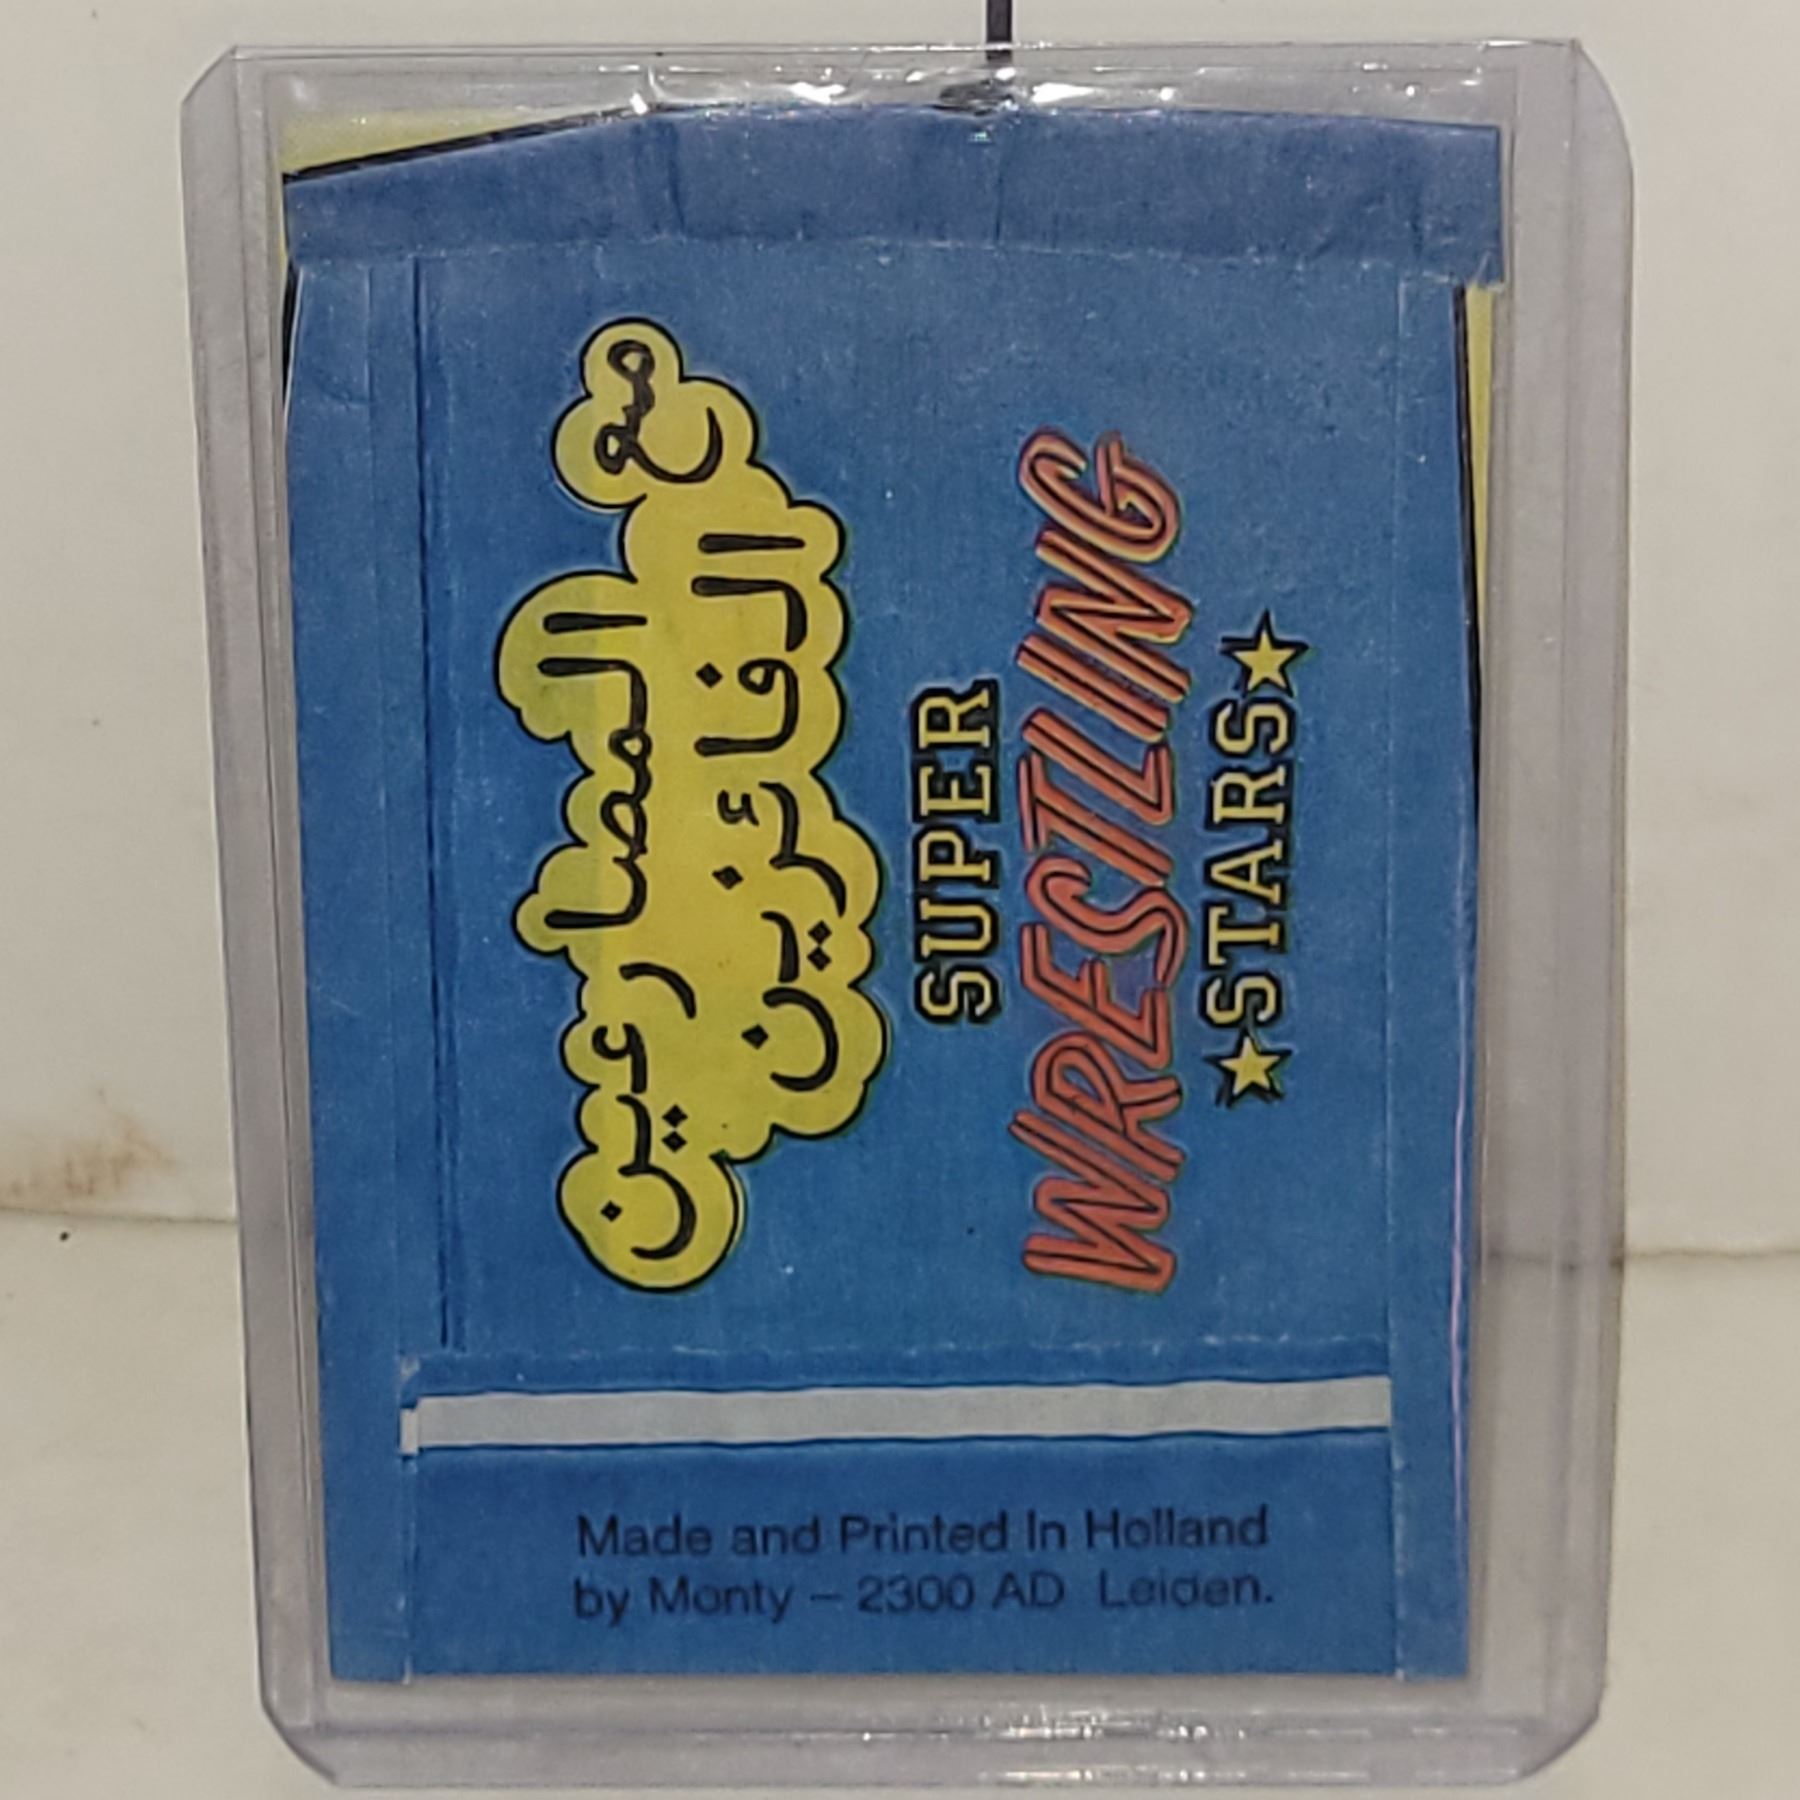 مع المصارعين
الفائزين
SUPER
WRESTLING
STARS
Made and Printed In Holland
by Monty – 2300 AD Leiden.